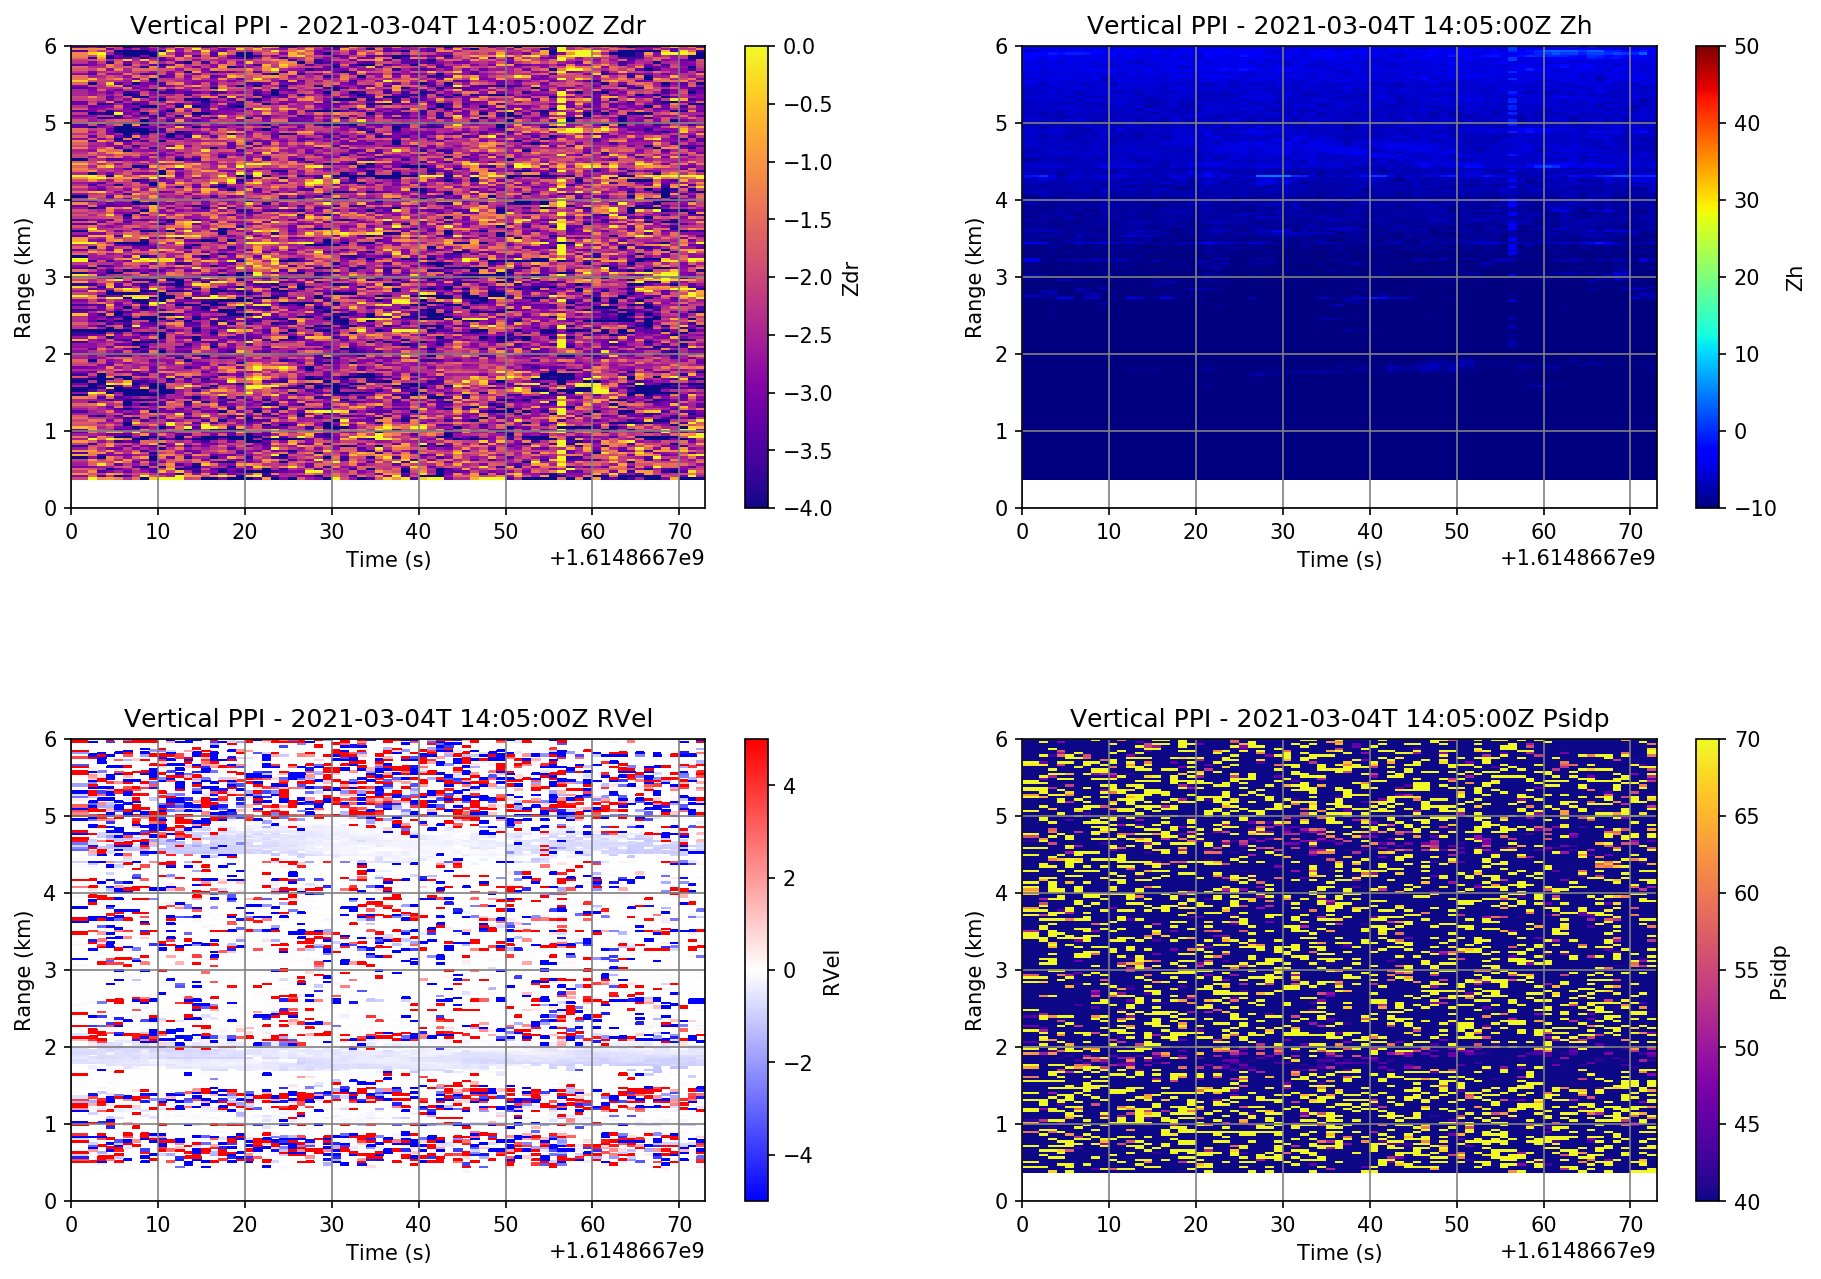 Vertical PPI - 2021-03-04T 14:05:00Z Zdr
6
5
4
3
2
1
0
Range (km)
0 10 20 30 40 50 60 70
Time (s)
+1.6148667e9
0.0
−0.5
−1.0
−1.5
−2.0
−2.5
−3.0
−3.5
−4.0
Zdr
Vertical PPI - 2021-03-04T 14:05:00Z Zh
6
5
4
3
2
1
0
Range (km)
0 10 20 30 40 50 60 70
Time (s)
+1.6148667e9
50
40
30
20
10
0
−10
Zh
Vertical PPI - 2021-03-04T 14:05:00Z RVel
6
5
4
3
2
1
0
Range (km)
0 10 20 30 40 50 60 70
Time (s)
+1.6148667e9
4
2
0
−2
−4
RVel
Vertical PPI - 2021-03-04T 14:05:00Z Psidp
6
5
4
3
2
1
0
Range (km)
0 10 20 30 40 50 60 70
Time (s)
+1.6148667e9
70
65
60
55
50
45
40
Psidp